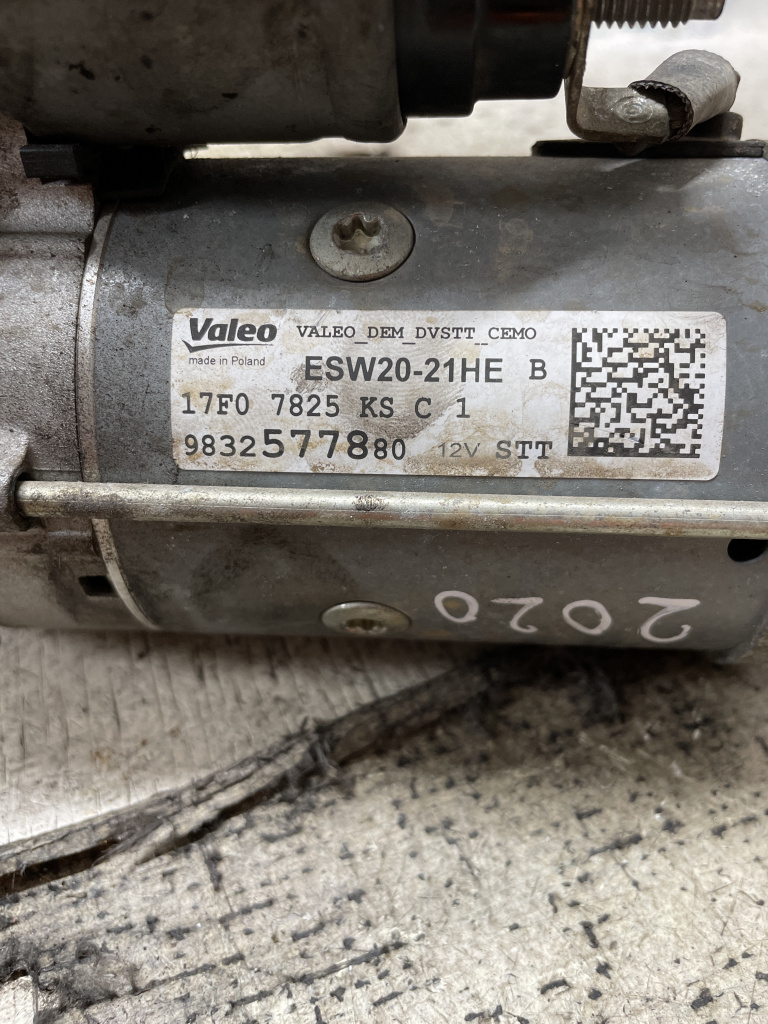 Valeo VALEO_DEM_DVSTT_CEMO
made in Poland ESW20-21HE B
17F0 7825 KS C 1
9832577880 12V STT
2020